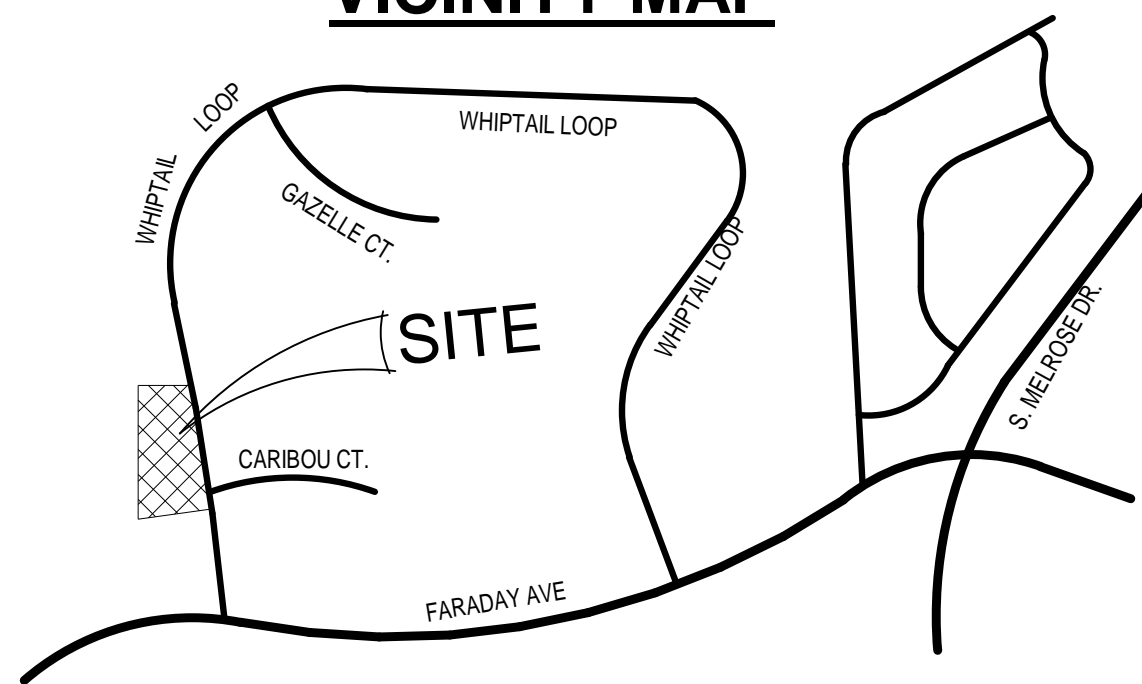 VICINITY MAP
WHIPTAIL LOOP
WHIPTAIL LOOP
GAZELLE CT.
WHIPTAIL LOOP
SITE
S. MELROSE DR.
CARIBOU CT.
FARADAY AVE